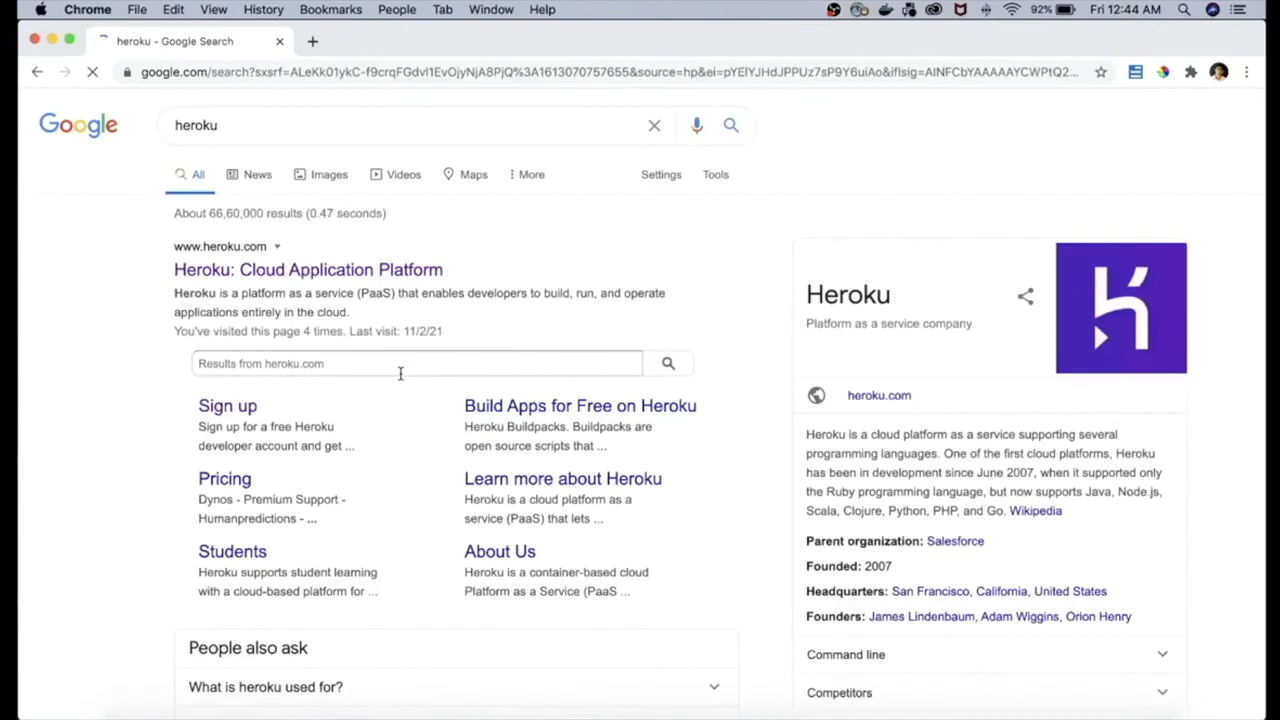 Chrome File Edit View History Bookmarks People Tab Window Help 92% Fri 12:44 AM
heroku - Google Search
google.com/search?sxsrf=ALeKk01ykC-f9crqFGdvl1EvOjyNjA8PjQ%3A1613070757655&source=hp&ei=pYElYJHdJPPUz7sP9Y6uiAo&iflsig=AINFCbYAAAAAYCWPtQ2...
Google heroku
All News Images Videos Maps More Settings Tools
About 66,60,000 results (0.47 seconds)
www.heroku.com
Heroku: Cloud Application Platform
Heroku is a platform as a service (PaaS) that enables developers to build, run, and operate
applications entirely in the cloud.
You've visited this page 4 times. Last visit: 11/2/21
Results from heroku.com
Sign up
Sign up for a free Heroku
developer account and get ...
Build Apps for Free on Heroku
Heroku Buildpacks. Buildpacks are
open source scripts that ...
Pricing
Dynos - Premium Support -
Humanpredictions - ...
Learn more about Heroku
Heroku is a cloud platform as a
service (PaaS) that lets ...
Students
Heroku supports student learning
with a cloud-based platform for ...
About Us
Heroku is a container-based cloud
Platform as a Service (PaaS ...
People also ask
What is heroku used for?
Heroku
Platform as a service company
heroku.com
Heroku is a cloud platform as a service supporting several
programming languages. One of the first cloud platforms, Heroku
has been in development since June 2007, when it supported only
the Ruby programming language, but now supports Java, Node.js,
Scala, Clojure, Python, PHP, and Go. Wikipedia
Parent organization: Salesforce
Founded: 2007
Headquarters: San Francisco, California, United States
Founders: James Lindenbaum, Adam Wiggins, Orion Henry
Command line
Competitors